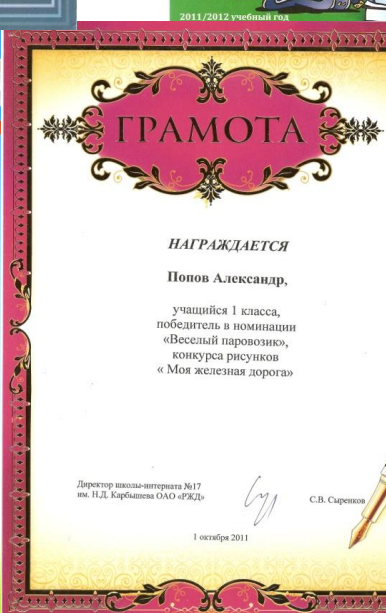 2011/2012 учебный год
ГРАМОТА
НАГРАЖДАЕТСЯ
Попов Александр,
учащийся 1 класса,
победитель в номинации
«Веселый паровозик»,
конкурса рисунков
« Моя железная дорога»
Директор школы-интерната №17
им. Н.Д. Карбышева ОАО «РЖД»
С.В. Сыренков
1 октября 2011